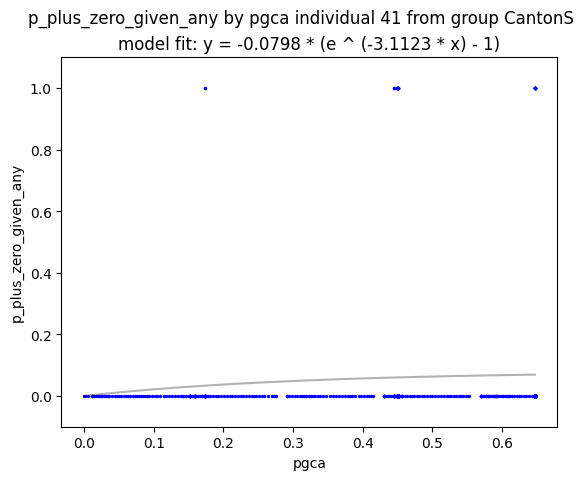 p_plus_zero_given_any by pgca individual 41 from group CantonS
model fit: y = -0.0798 * (e ^ (-3.1123 * x) - 1)
1.0
0.8
0.6
0.4
0.2
0.0
p_plus_zero_given_any
0.0 0.1 0.2 0.3 0.4 0.5 0.6
pgca